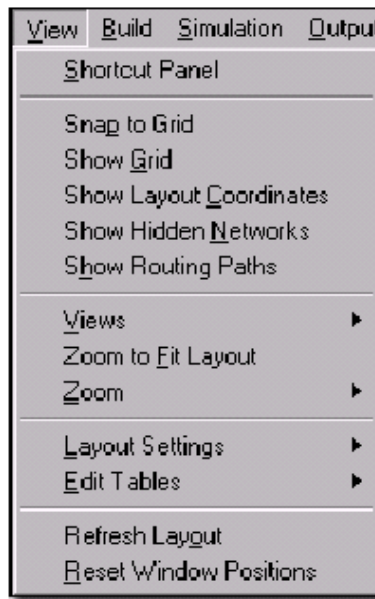 View Build Simulation Outpu
Shortcut Panel
Snap to Grid
Show Grid
Show Layout Coordinates
Show Hidden Networks
Show Routing Paths
Views
Zoom to Fit Layout
Zoom
Layout Settings
Edit Tables
Refresh Layout
Reset Window Positions